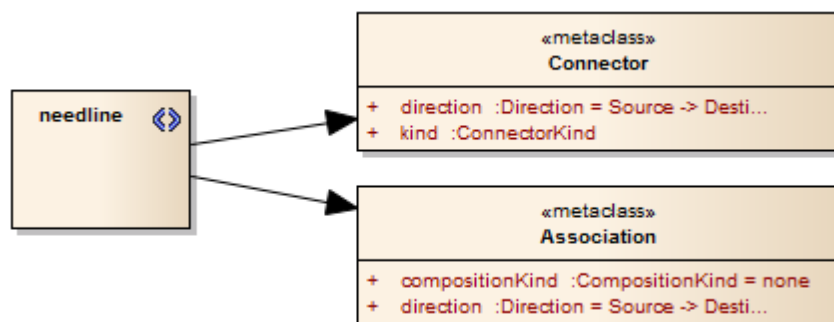 needline
«metaclass»
Connector
+ direction :Direction = Source -> Desti...
+ kind :ConnectorKind
«metaclass»
Association
+ compositionKind :CompositionKind = none
+ direction :Direction = Source -> Desti...